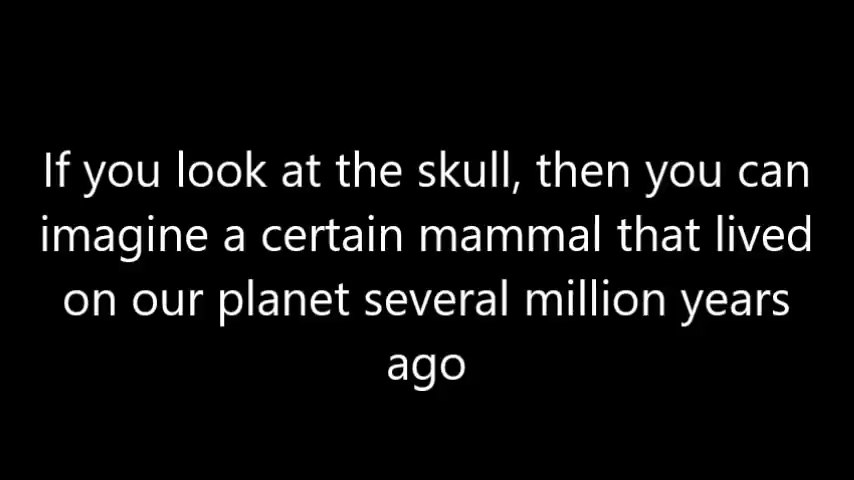 If you look at the skull, then you can
imagine a certain mammal that lived
on our planet several million years
ago